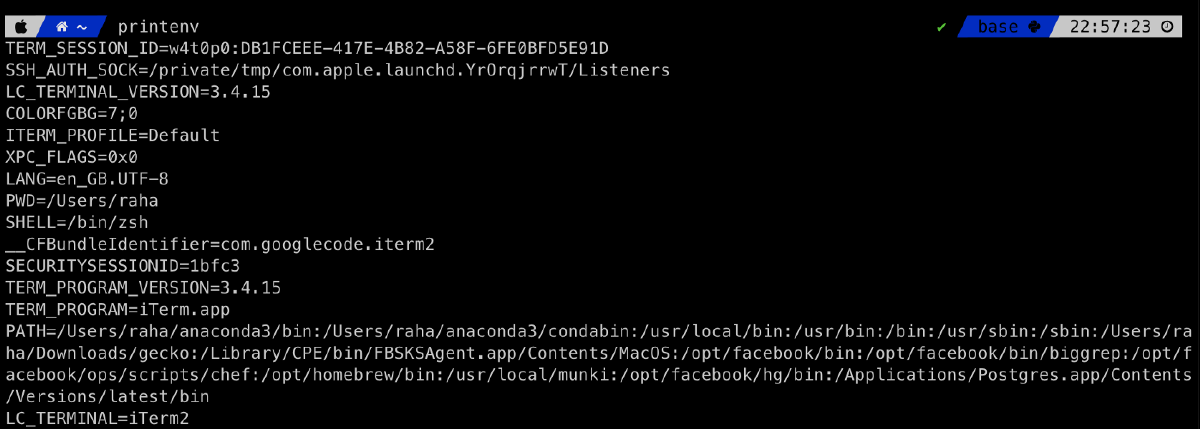 ~ printenv ✔ base 22:57:23
TERM_SESSION_ID=w4t0p0:DB1FCEEE-417E-4B82-A58F-6FE0BFD5E91D
SSH_AUTH_SOCK=/private/tmp/com.apple.launchd.YrOrqjrrwT/Listeners
LC_TERMINAL_VERSION=3.4.15
COLORFGBG=7;0
ITERM_PROFILE=Default
XPC_FLAGS=0x0
LANG=en_GB.UTF-8
PWD=/Users/raha
SHELL=/bin/zsh
__CFBundleIdentifier=com.googlecode.iterm2
SECURITYSESSIONID=1bfc3
TERM_PROGRAM_VERSION=3.4.15
TERM_PROGRAM=iTerm.app
PATH=/Users/raha/anaconda3/bin:/Users/raha/anaconda3/condabin:/usr/local/bin:/usr/bin:/bin:/usr/sbin:/sbin:/Users/ra
ha/Downloads/gecko:/Library/CPE/bin/FBSKSAgent.app/Contents/MacOS:/opt/facebook/bin:/opt/facebook/bin/biggrep:/opt/f
acebook/ops/scripts/chef:/opt/homebrew/bin:/usr/local/munki:/opt/facebook/hg/bin:/Applications/Postgres.app/Contents
/Versions/latest/bin
LC_TERMINAL=iTerm2